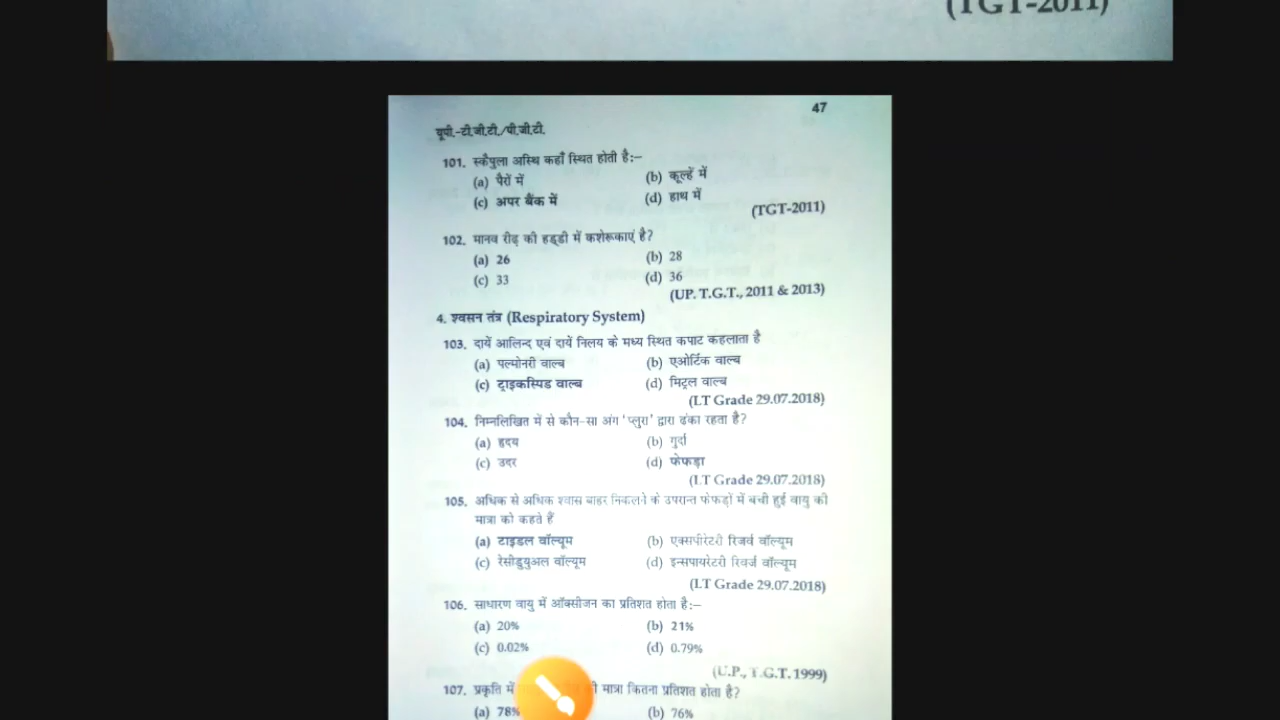 (TGT-2011)
47
यूपी.-टी.जी.टी./पी.जी.टी.
101. स्कैपुला अस्थि कहाँ स्थित होती है:–
(a) पैरों में (b) कूल्हें में
(c) अपर बैंक में (d) हाथ में
(TGT-2011)
102. मानव रीढ़ की हड्डी में कशेरूकाएं है?
(a) 26 (b) 28
(c) 33 (d) 36
(UP. T.G.T., 2011 & 2013)
4. श्वसन तंत्र (Respiratory System)
103. दायें आलिन्द एवं दायें निलय के मध्य स्थित कपाट कहलाता है
(a) पल्मोनरी वाल्ब (b) एओर्टिक वाल्ब
(c) ट्राइकस्पिड वाल्ब (d) मिट्रल वाल्ब
(LT Grade 29.07.2018)
104. निम्नलिखित में से कौन-सा अंग 'प्लुरा' द्वारा ढंका रहता है?
(a) हृदय (b) गुर्दा
(c) उदर (d) फेफड़ा
(LT Grade 29.07.2018)
105. अधिक से अधिक श्वास बाहर निकलने के उपरान्त फेफड़ों में बची हुई वायु की
मात्रा को कहते हैं
(a) टाइडल वॉल्यूम (b) एक्सपीरेटरी रिजर्व वॉल्यूम
(c) रेसीडुयुअल वॉल्यूम (d) इन्सपायरेटरी रिवर्ज वॉल्यूम
(LT Grade 29.07.2018)
106. साधारण वायु में ऑक्सीजन का प्रतिशत होता है:–
(a) 20% (b) 21%
(c) 0.02% (d) 0.79%
(U.P., T.G.T. 1999)
107. प्रकृति में मात्रा कितना प्रतिशत होता है?
(a) 78% (b) 76%